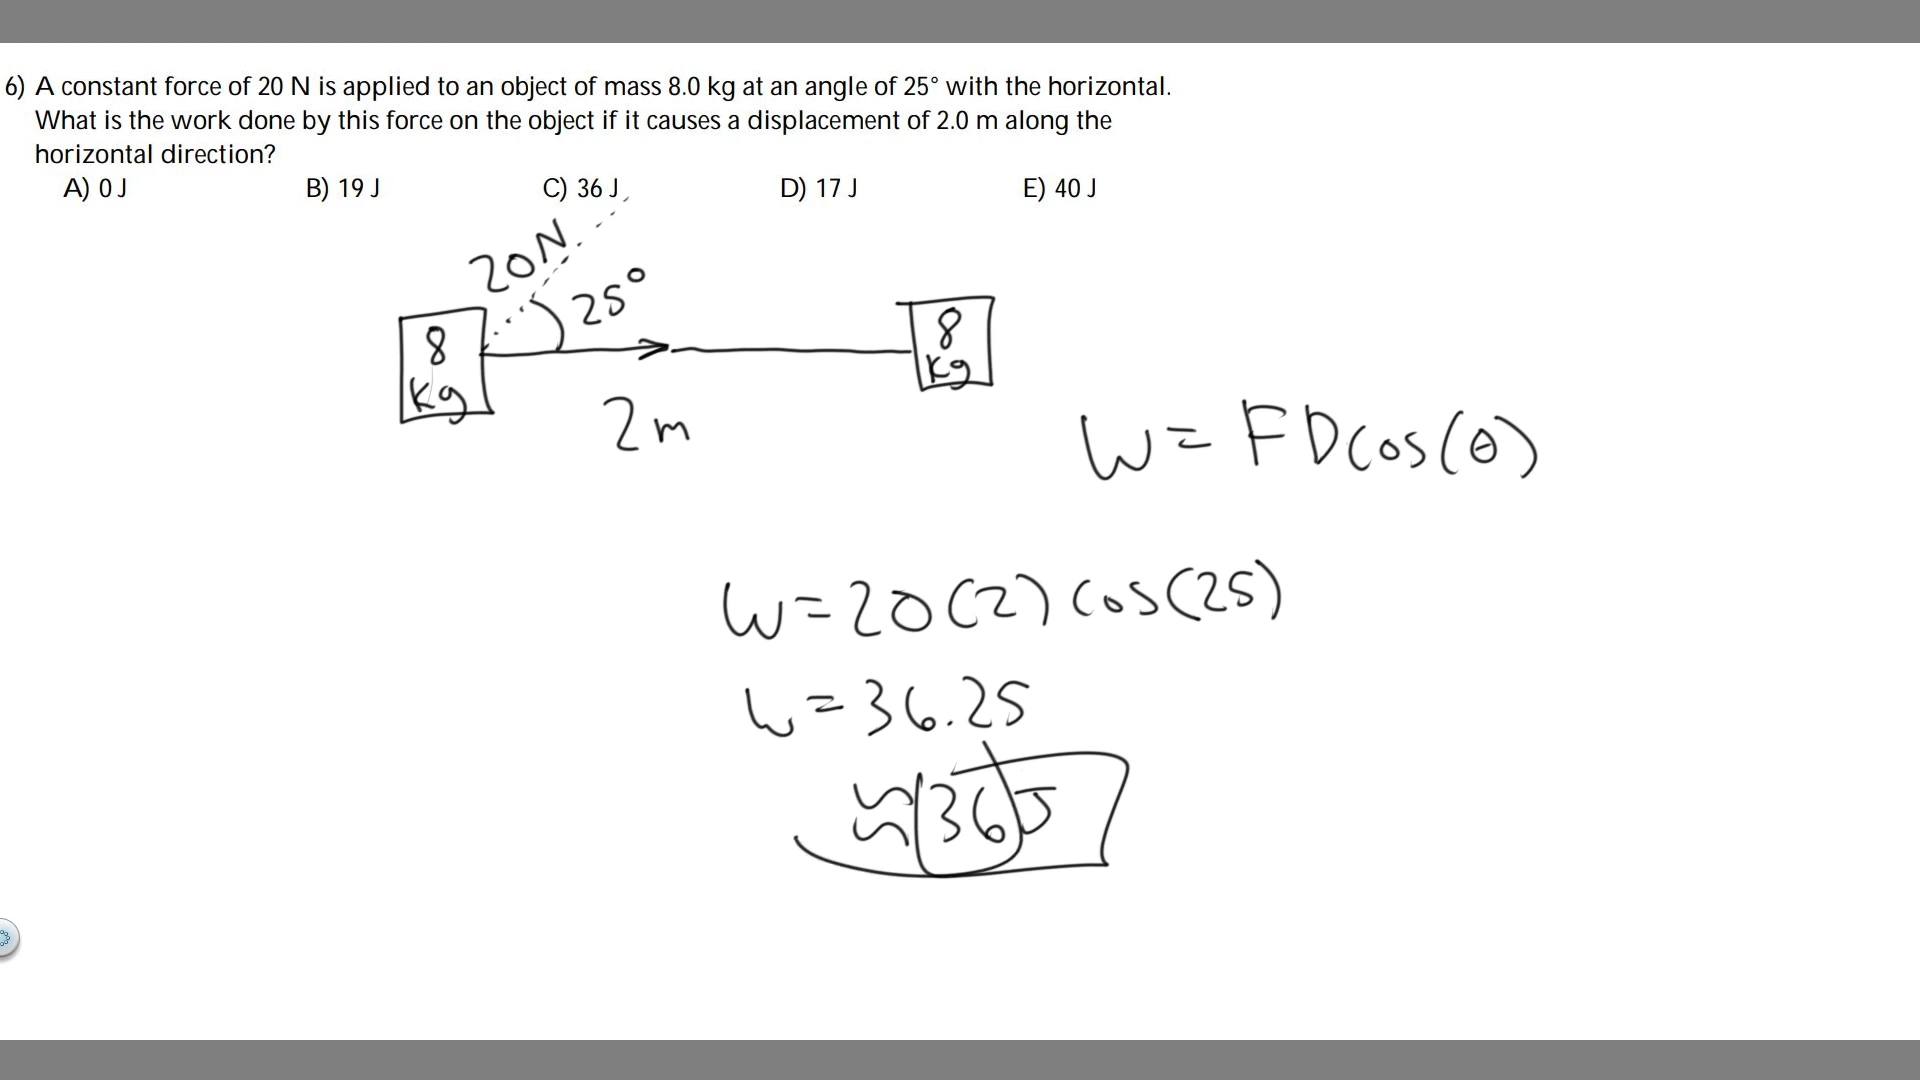 6) A constant force of 20 N is applied to an object of mass 8.0 kg at an angle of 25° with the horizontal.
What is the work done by this force on the object if it causes a displacement of 2.0 m along the
horizontal direction?
A) 0 J B) 19 J C) 36 J D) 17 J E) 40 J
20N
25°
8
kg
8
kg
2m
W = FDcos(θ)
W=20(2) cos(25)
W=36.25
≈ 36 J